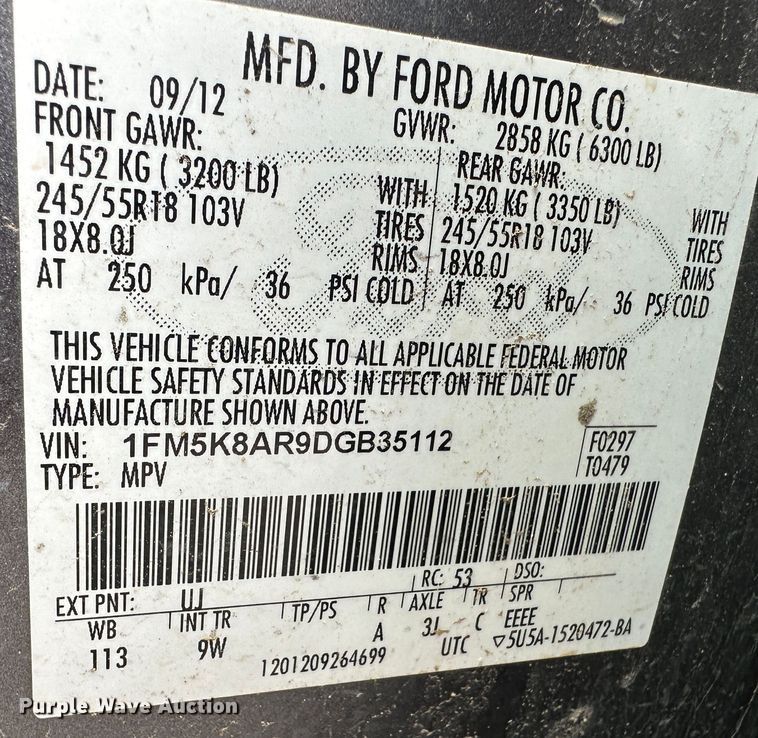 MFD. BY FORD MOTOR CO.
DATE: 09/12 GVWR: 2858 KG ( 6300 LB)
FRONT GAWR: REAR GAWR:
1452 KG ( 3200 LB) WITH 1520 KG ( 3350 LB) WITH
245/55R18 103V TIRES 245/55R18 103V TIRES
18X8.0J RIMS 18X8.0J RIMS
AT 250 kPa/ 36 PSI COLD AT 250 kPa/ 36 PSI COLD
THIS VEHICLE CONFORMS TO ALL APPLICABLE FEDERAL MOTOR
VEHICLE SAFETY STANDARDS IN EFFECT ON THE DATE OF
MANUFACTURE SHOWN ABOVE.
VIN: 1FM5K8AR9DGB35112 F0297
TYPE: MPV T0479
EXT PNT: UJ RC: 53 DSO:
WB INT TR TP/PS R AXLE TR SPR
113 9W A 3J C EEEE
1201209264699 UTC ▽5U5A-1520472-BA
Purple Wave Auction